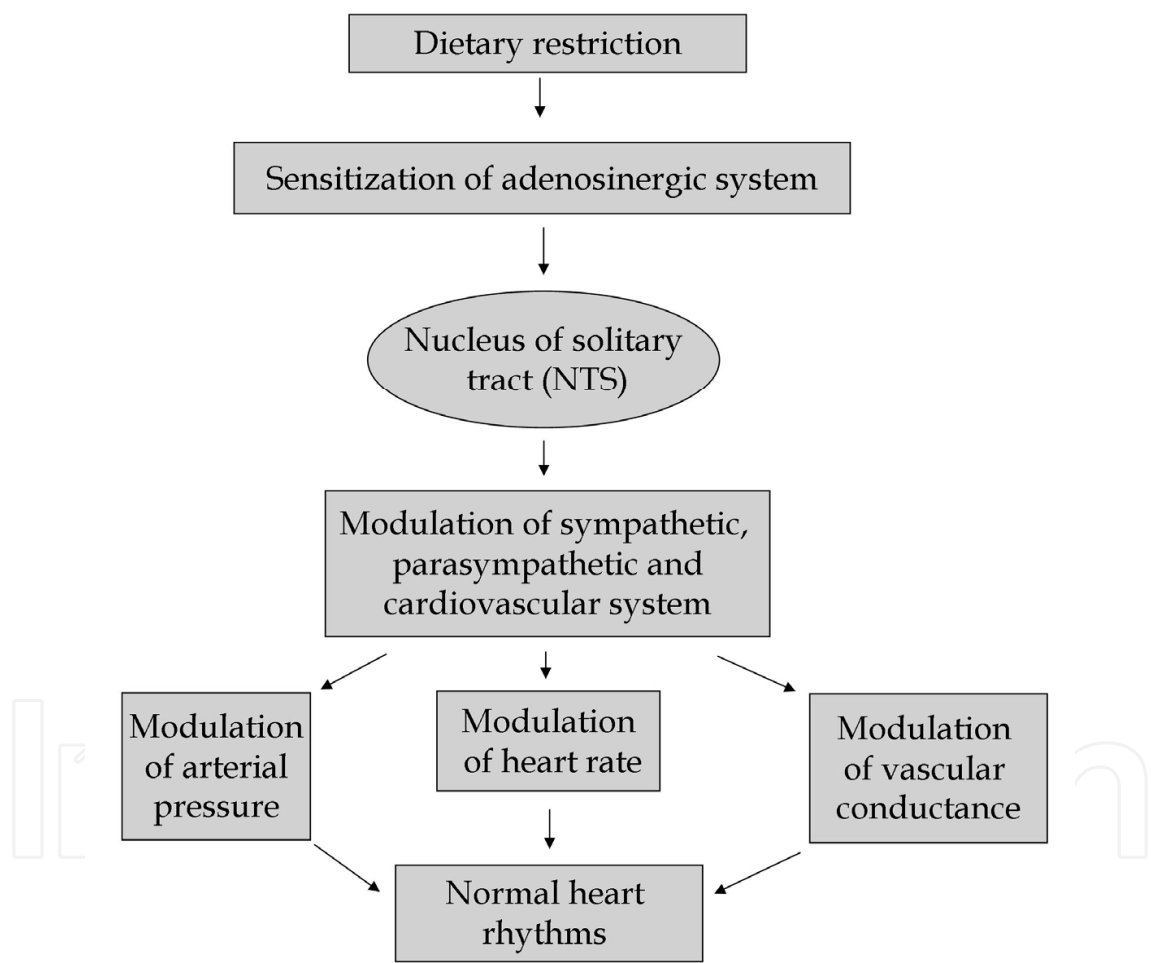 Dietary restriction
Sensitization of adenosinergic system
Nucleus of solitary
tract (NTS)
Modulation of sympathetic,
parasympathetic and
cardiovascular system
Modulation
of arterial
pressure
Modulation
of heart rate
Modulation
of vascular
conductance
Normal heart
rhythms